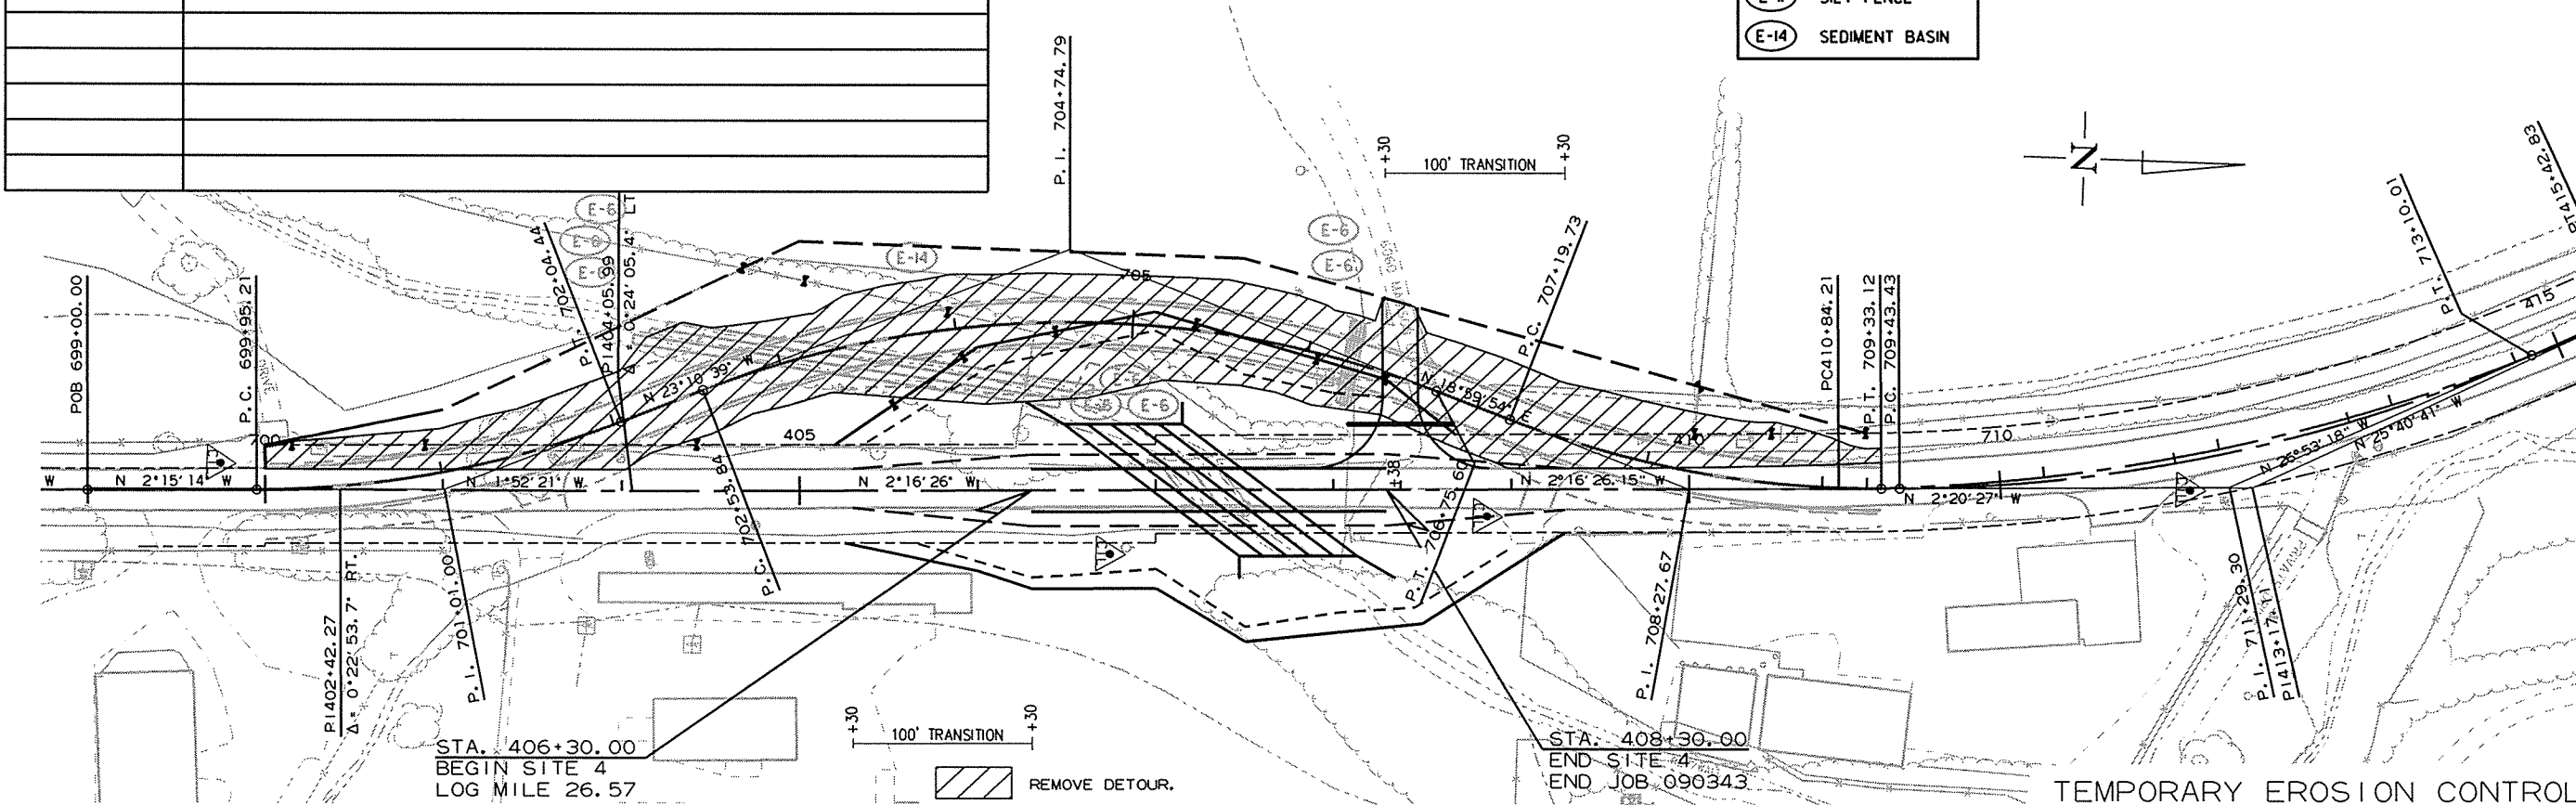 SILT FENCE
E-14 SEDIMENT BASIN
P.I. 704+74.79
+30
100' TRANSITION
+30
N
P.T. 713+10.01
PT415+42.83
E-6
E-6
E-6
P.T. 702+04.44
PI404+05.99
Δ = 0°24'05.4" LT
E-14
E-6
E-6
705
P.C. 707+19.73
POB 699+00.00
P.C. 699+95.21
PC410+84.21
P.T. 709+33.12
P.C. 709+43.43
415
N 23°10'39" W
N 18°59'54" E
E-6
E-6
700
405
410
710
W
N 2°15'14" W
N 1°52'21" W
N 2°16'26" W
+38
N 2°16'26.15" W
N 2°20'27" W
N 26°53'18" W
N 25°40'41" W
P.C. 702+53.84
P.T. 706+75.60
PI402+42.27
Δ = 0°22'53.7" RT.
P.I. 701+01.00
P.I. 708+27.67
P.I. 711+29.30
PI413+17.11
PRIVATE
STA. 406+30.00
BEGIN SITE 4
LOG MILE 26.57
+30
100' TRANSITION
+30
REMOVE DETOUR.
STA. 408+30.00
END SITE 4
END JOB 090343
TEMPORARY EROSION CONTROL